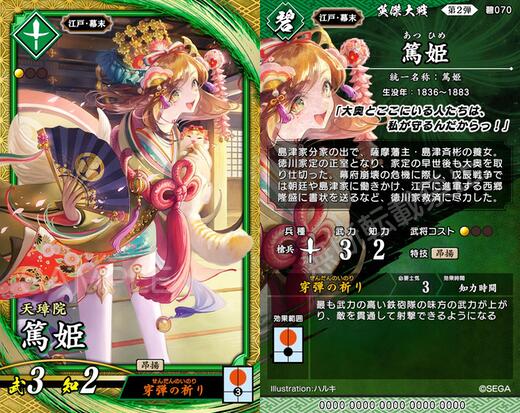 江戸・幕末
天璋院
篤姫
昂揚
武3 知2
せんだんのいのり
穿弾の祈り
3
碧
江戸・幕末
英傑大戦
第2弾
碧070
あつ ひめ
篤姫
統一名称：篤姫
生没年：1836～1883
「大奥とここにいる人たちは、
私が守るんだからっ！」
島津家分家の出で、薩摩藩主・島津斉彬の養女。
徳川家定の正室となり、家定の早世後も大奥を取
り仕切った。幕府崩壊の危機に際し、戊辰戦争で
は朝廷や島津家に働きかけ、江戸に進軍する西郷
隆盛に書状を送るなど、徳川家救済に尽力した。
兵種 武力 知力 武将コスト
槍兵 3 2 特技 昂揚
せんだんのいのり 必要士気 効果時間
穿弾の祈り 3 知力時間
効果範囲
最も武力の高い鉄砲隊の味方の武力が上が
り、敵を貫通して射撃できるようになる
Illustration:ハルキ
©SEGA
0000-0000-0000-0000-0000